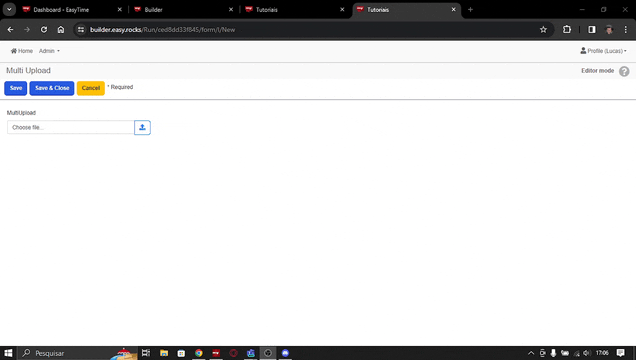 Dashboard - EasyTime
Builder
Tutoriais
Tutoriais
builder.easy.rocks/Run/ced8dd33f845/form/I/New
Home
Admin
Profile (Lucas)
Multi Upload
Editor mode
Save
Save & Close
Cancel
* Required
MultiUpload
Choose file...
Pesquisar
17:06